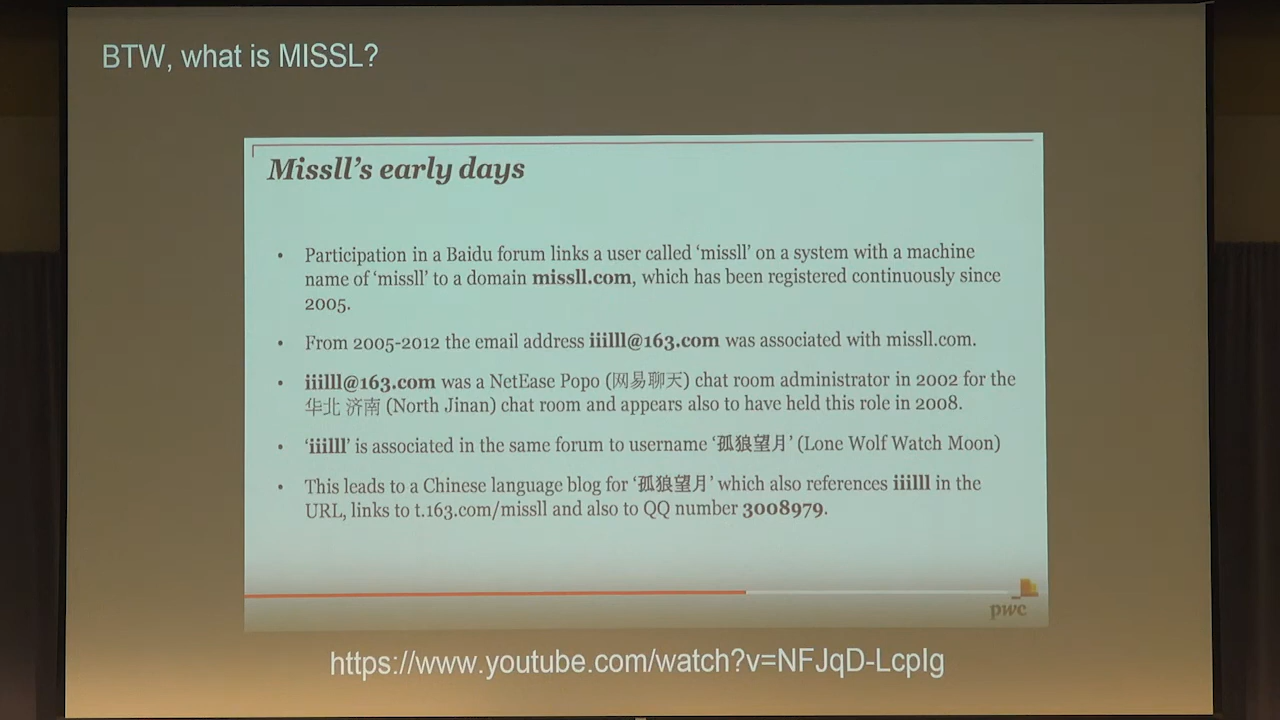 BTW, what is MISSL?
Missll's early days
• Participation in a Baidu forum links a user called 'missll' on a system with a machine
name of 'missll' to a domain missll.com, which has been registered continuously since
2005.
• From 2005-2012 the email address iiilll@163.com was associated with missll.com.
• iiilll@163.com was a NetEase Popo (网易聊天) chat room administrator in 2002 for the
华北 济南 (North Jinan) chat room and appears also to have held this role in 2008.
• 'iiilll' is associated in the same forum to username '孤狼望月' (Lone Wolf Watch Moon)
• This leads to a Chinese language blog for '孤狼望月' which also references iiilll in the
URL, links to t.163.com/missll and also to QQ number 3008979.
pwc
https://www.youtube.com/watch?v=NFJqD-LcpIg